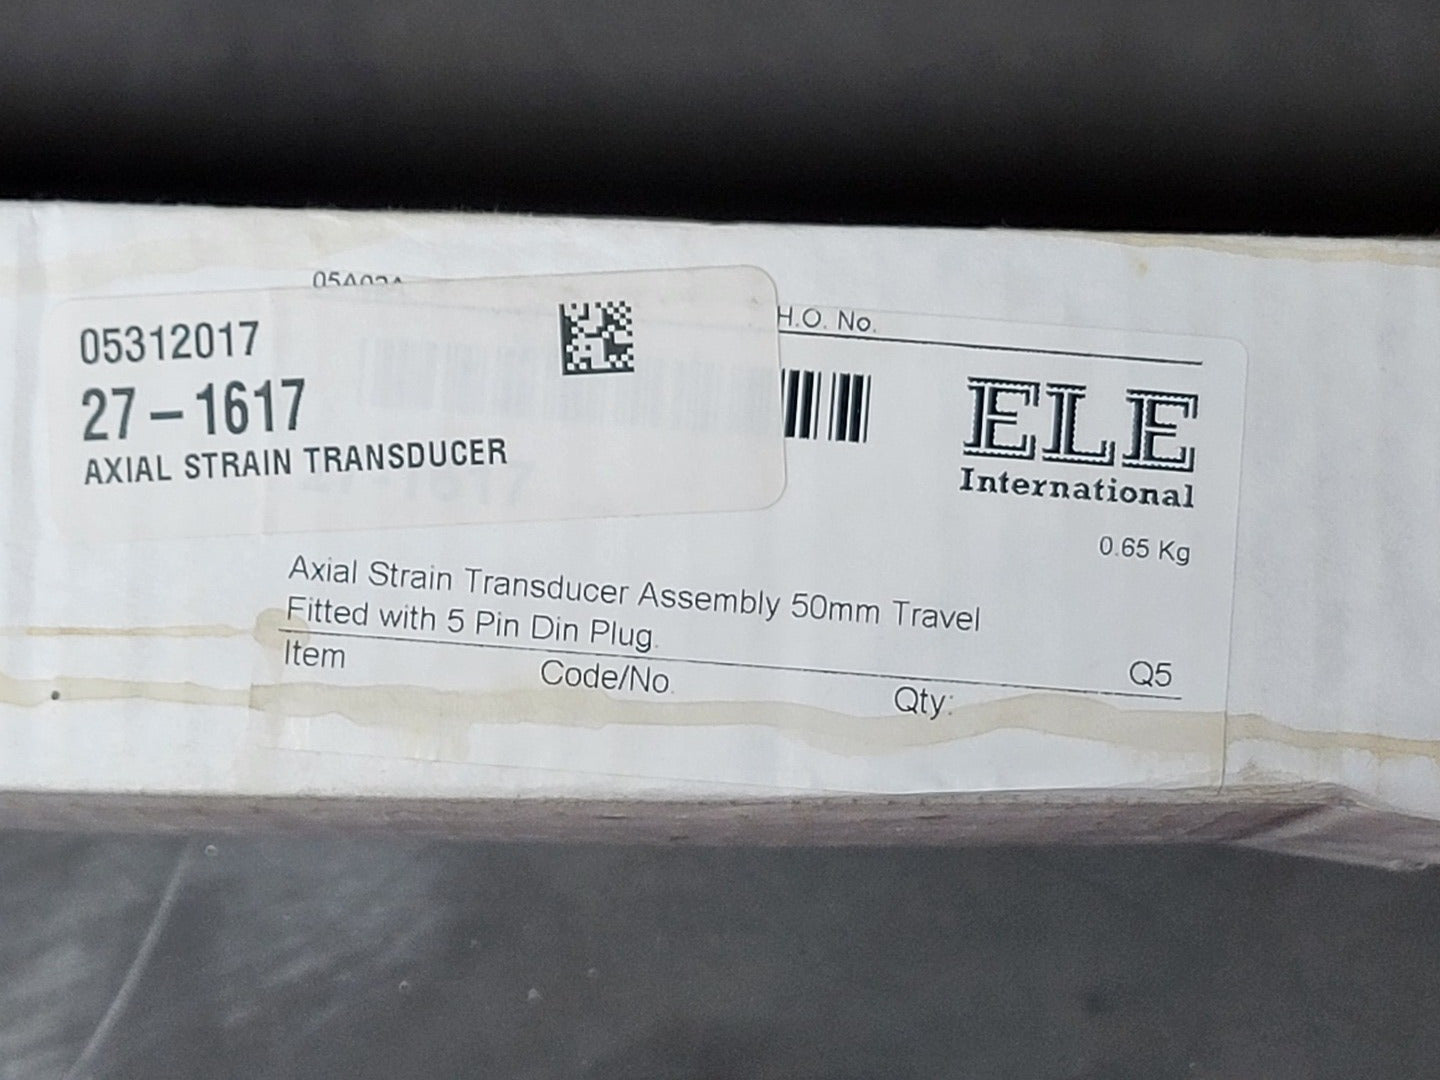 H.O. No.
05312017
27-1617
AXIAL STRAIN TRANSDUCER
ELE
International
0.65 Kg
Axial Strain Transducer Assembly 50mm Travel
Fitted with 5 Pin Din Plug.
Q5
Item Code/No. Qty: